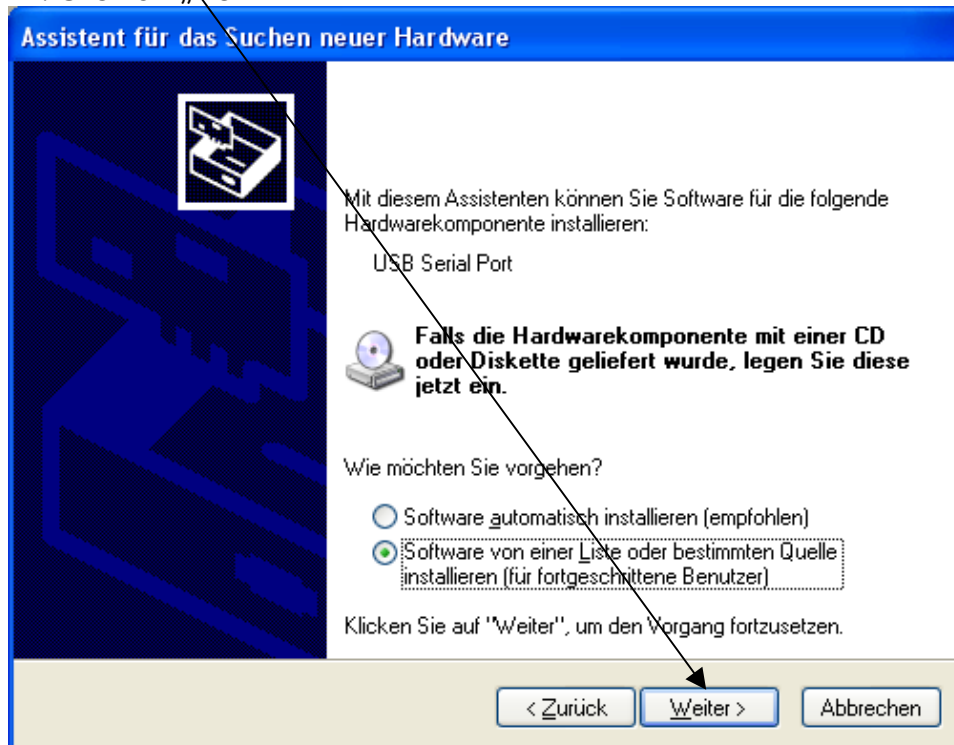 Assistent für das Suchen neuer Hardware
Mit diesem Assistenten können Sie Software für die folgende
Hardwarekomponente installieren:
USB Serial Port
Falls die Hardwarekomponente mit einer CD
oder Diskette geliefert wurde, legen Sie diese
jetzt ein.
Wie möchten Sie vorgehen?
Software automatisch installieren (empfohlen)
Software von einer Liste oder bestimmten Quelle
installieren (für fortgeschrittene Benutzer)
Klicken Sie auf "Weiter", um den Vorgang fortzusetzen.
< Zurück Weiter > Abbrechen